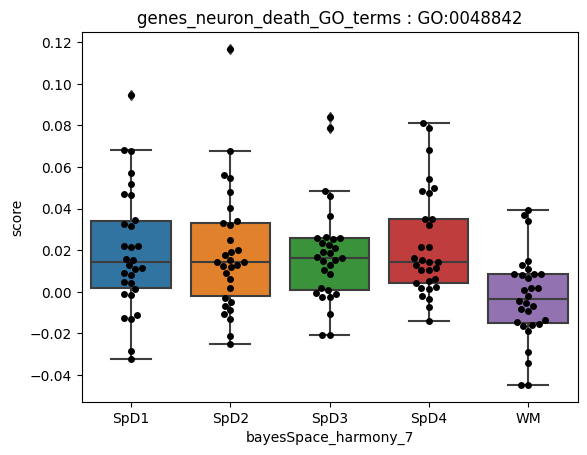 genes_neuron_death_GO_terms : GO:0048842
0.12
0.10
0.08
0.06
0.04
0.02
0.00
−0.02
−0.04
score
SpD1 SpD2 SpD3 SpD4 WM
bayesSpace_harmony_7